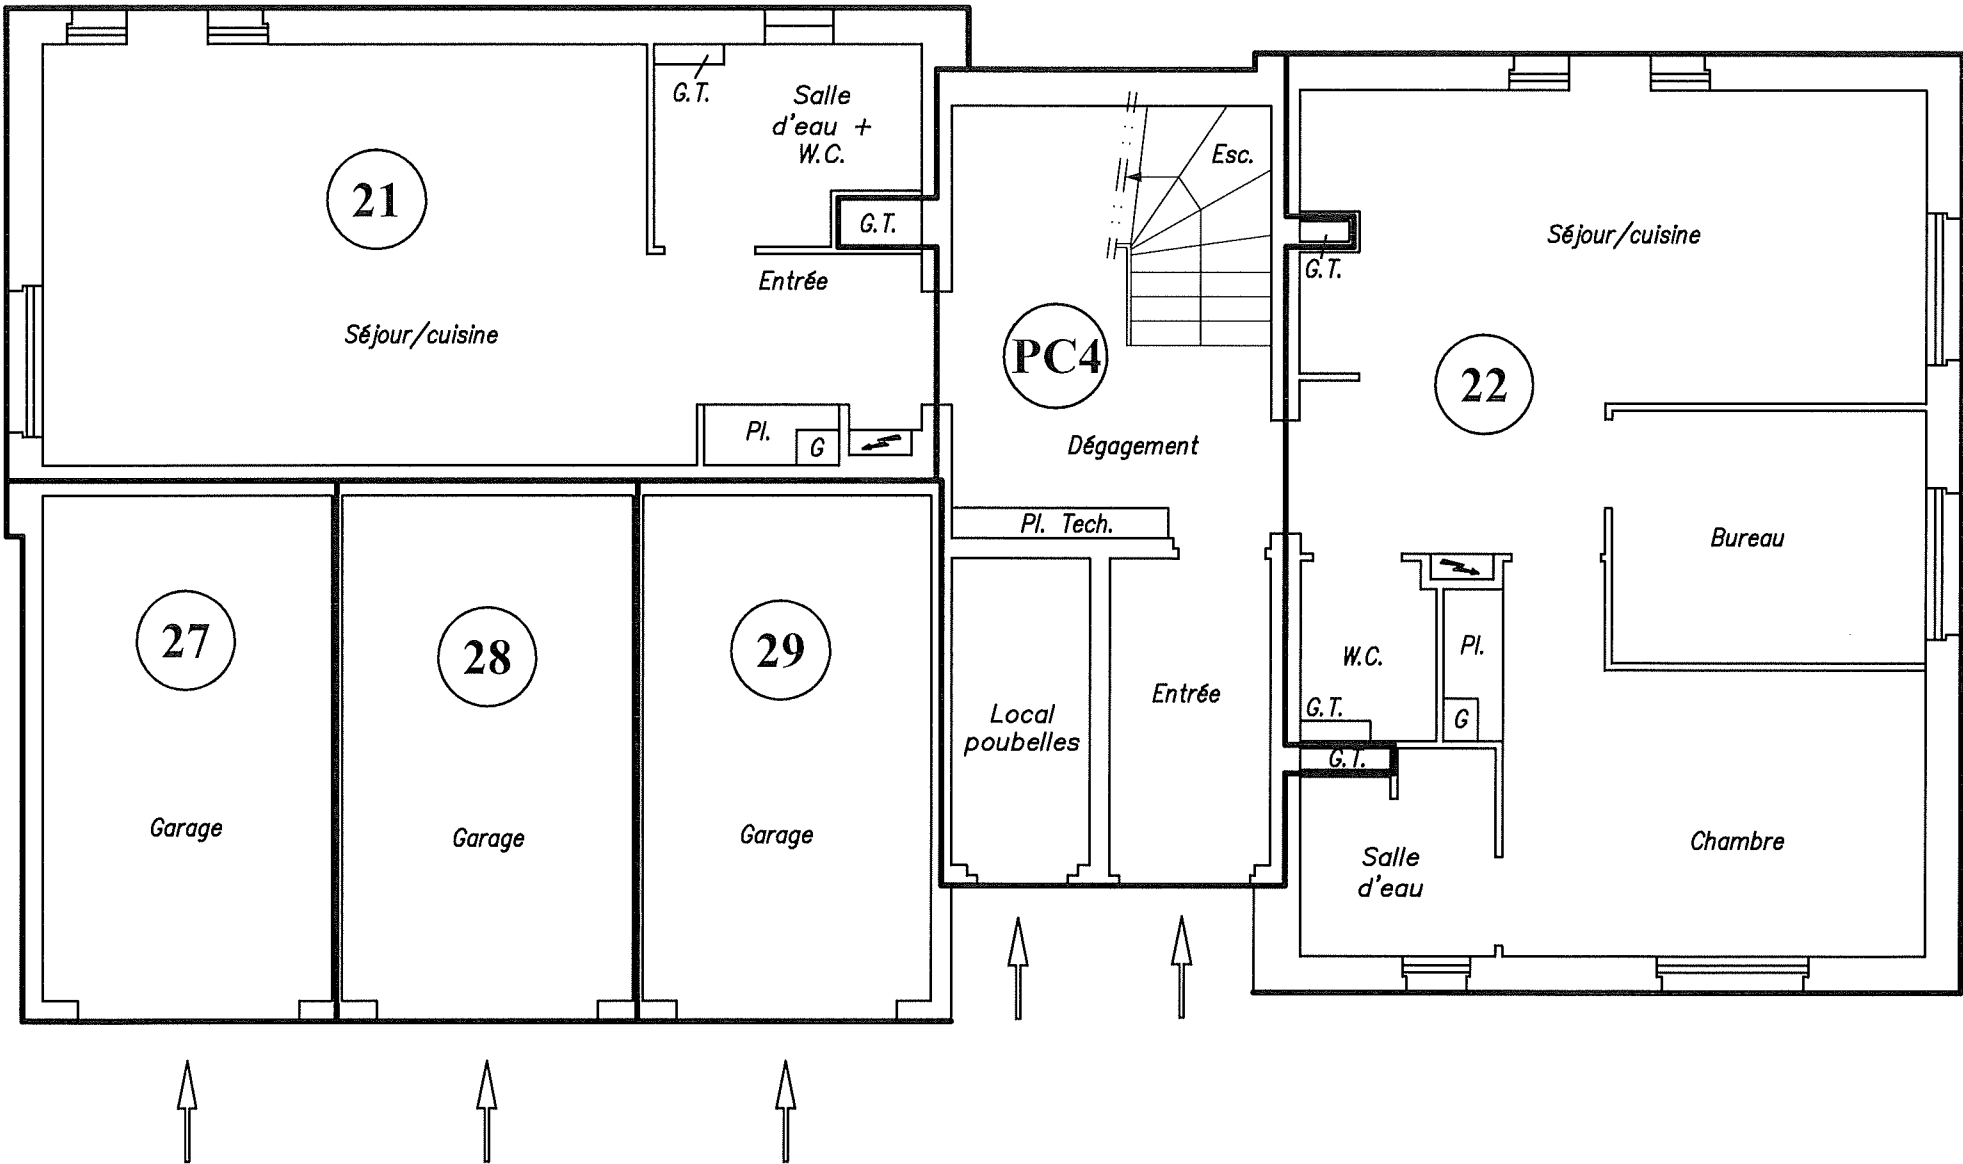 G.T.
Salle
d'eau +
W.C.
21
G.T.
Entrée
Séjour/cuisine
Pl.
G
Esc.
PC4
Dégagement
Pl. Tech.
Local
poubelles
Entrée
G.T.
Séjour/cuisine
22
Bureau
W.C.
Pl.
G.T.
G
G.T.
Salle
d'eau
Chambre
27
28
29
Garage
Garage
Garage